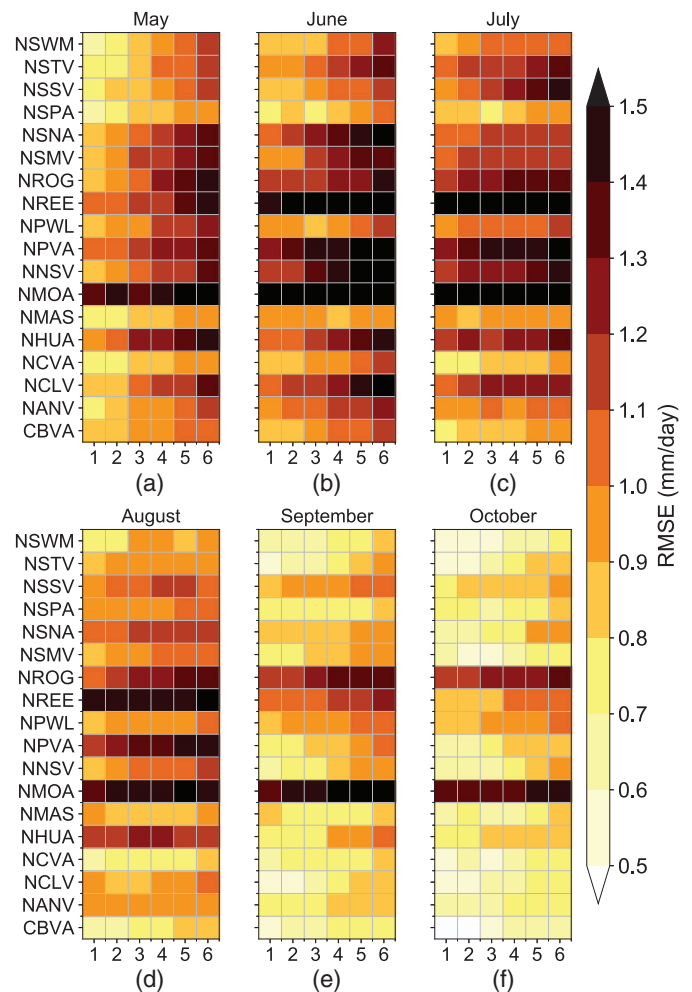 May June July
NSWM
NSTV
NSSV
NSPA
NSNA
NSMV
NROG
NREE
NPWL
NPVA
NNSV
NMOA
NMAS
NHUA
NCVA
NCLV
NANV
CBVA
1 2 3 4 5 6 1 2 3 4 5 6 1 2 3 4 5 6
(a) (b) (c)
August September October
NSWM
NSTV
NSSV
NSPA
NSNA
NSMV
NROG
NREE
NPWL
NPVA
NNSV
NMOA
NMAS
NHUA
NCVA
NCLV
NANV
CBVA
1 2 3 4 5 6 1 2 3 4 5 6 1 2 3 4 5 6
(d) (e) (f)
1.5
1.4
1.3
1.2
1.1
1.0
0.9
0.8
0.7
0.6
0.5
RMSE (mm/day)